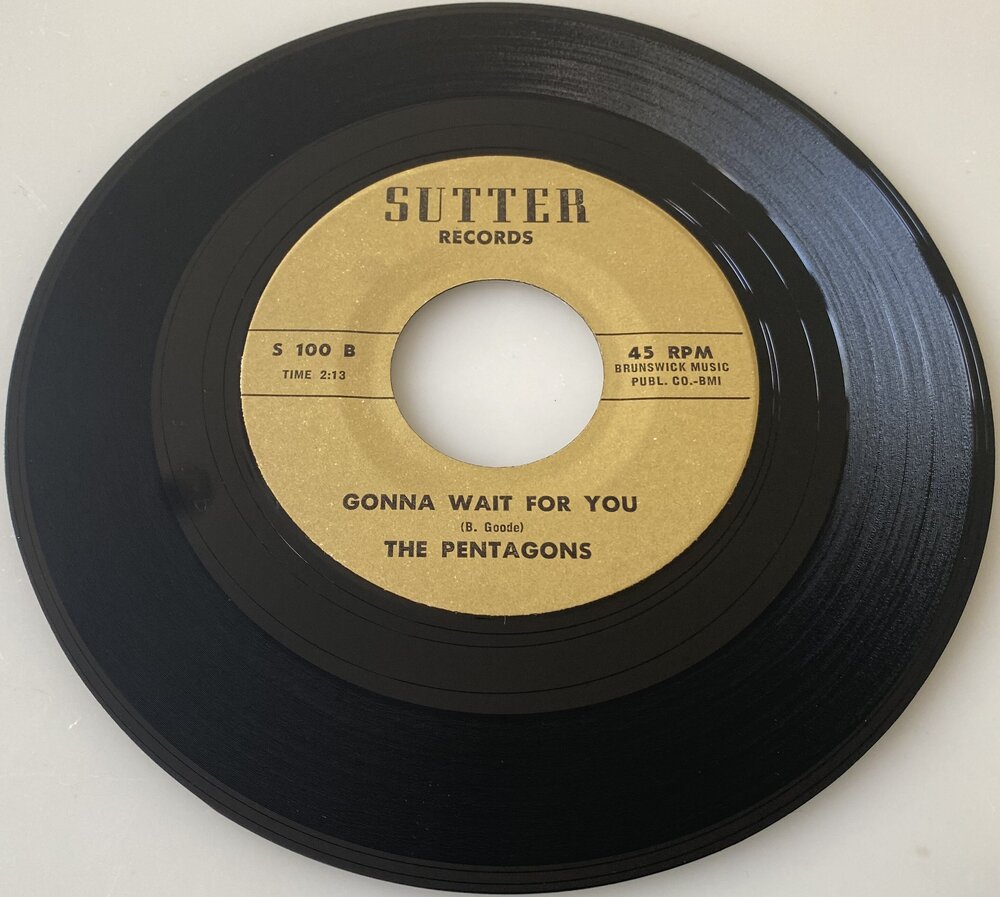 SUTTER
RECORDS
S 100 B
TIME 2:13
45 RPM
BRUNSWICK MUSIC
PUBL. CO.-BMI
GONNA WAIT FOR YOU
(B. Goode)
THE PENTAGONS